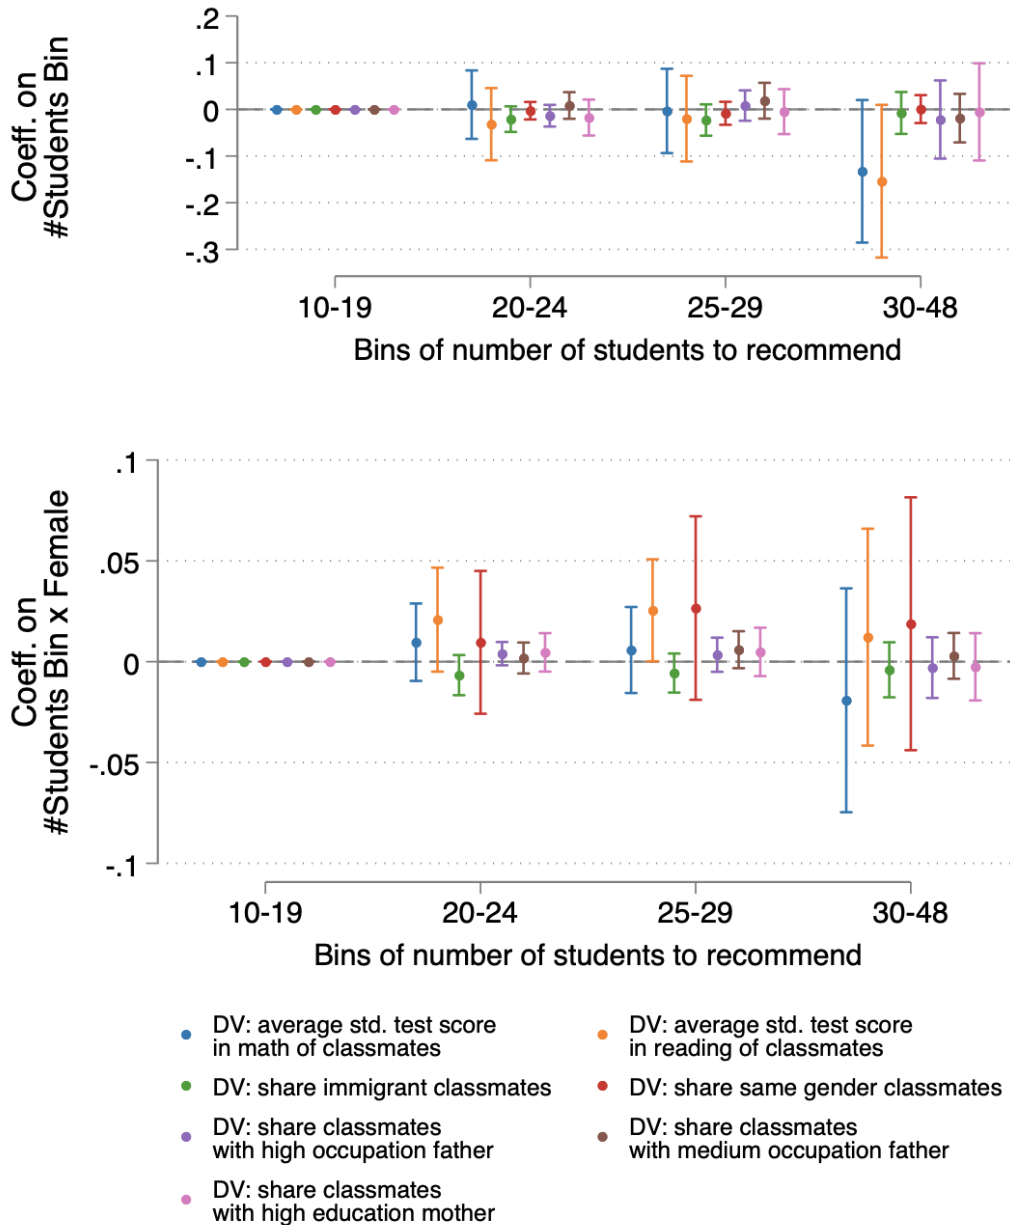 .2
.1
0
-.1
-.2
-.3
Coeff. on
#Students Bin
10-19 20-24 25-29 30-48
Bins of number of students to recommend
.1
.05
0
-.05
-.1
Coeff. on
#Students Bin x Female
10-19 20-24 25-29 30-48
Bins of number of students to recommend
DV: average std. test score
in math of classmates
DV: average std. test score
in reading of classmates
DV: share immigrant classmates
DV: share same gender classmates
DV: share classmates
with high occupation father
DV: share classmates
with medium occupation father
DV: share classmates
with high education mother